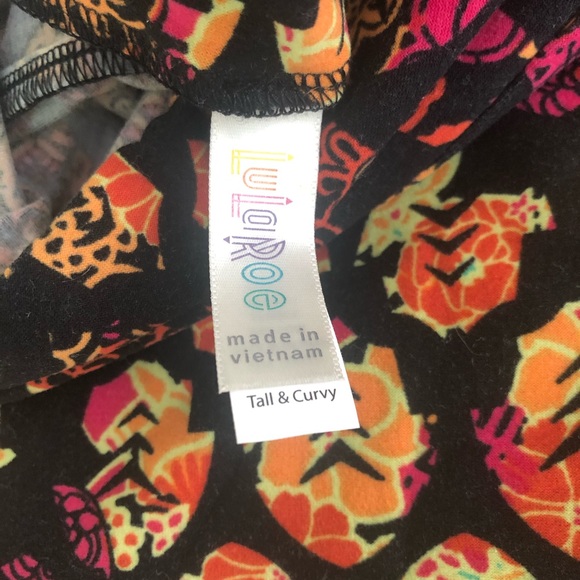 LuLaRoe
made in
vietnam
Tall & Curvy